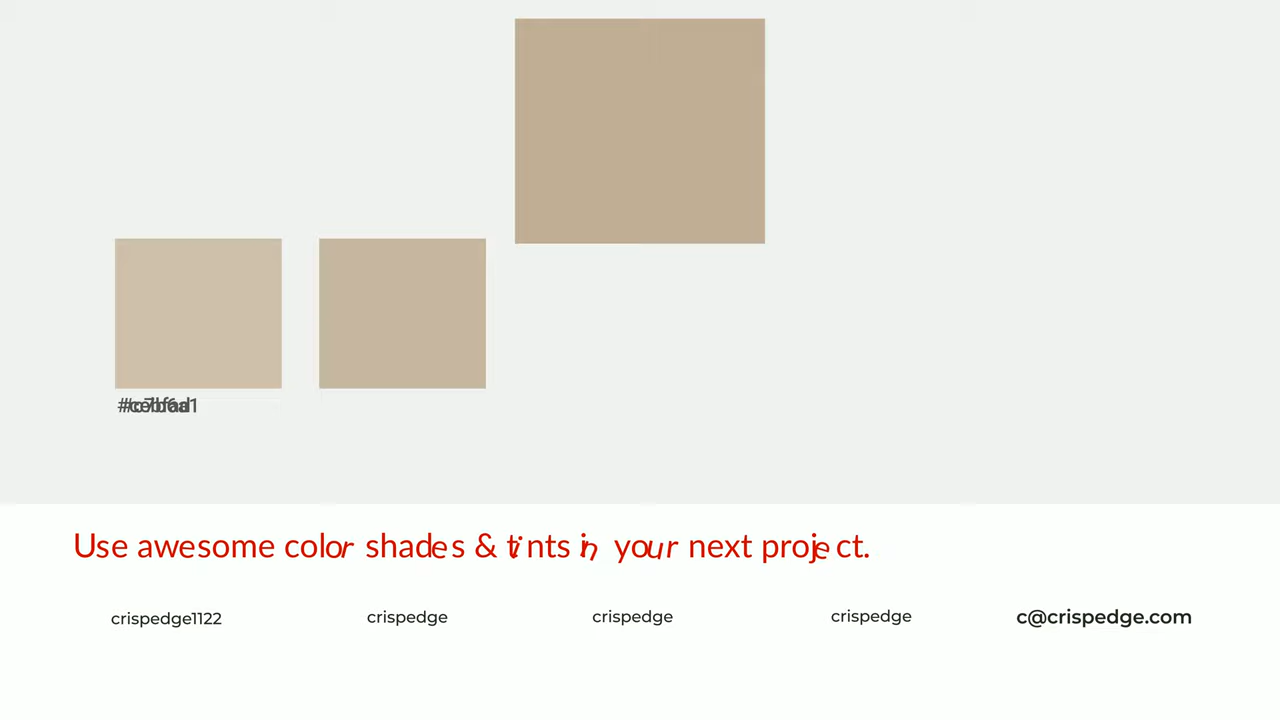 Use awesome color shades & tints in your next project.
crispedge1122 crispedge crispedge crispedge c@crispedge.com